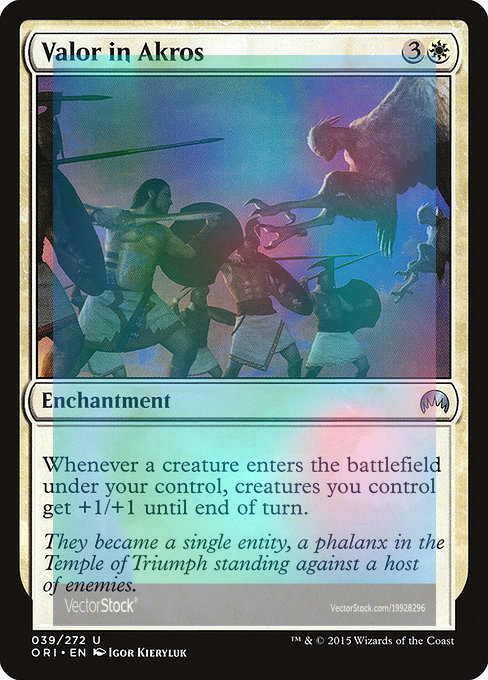 Valor in Akros 3
Enchantment
Whenever a creature enters the battlefield
under your control, creatures you control
get +1/+1 until end of turn.
They became a single entity, a phalanx in the
Temple of Triumph standing against a host
of enemies.
VectorStock® VectorStock.com/19928296
039/272 U ™ & © 2015 Wizards of the Coast
ORI • EN Igor Kieryluk